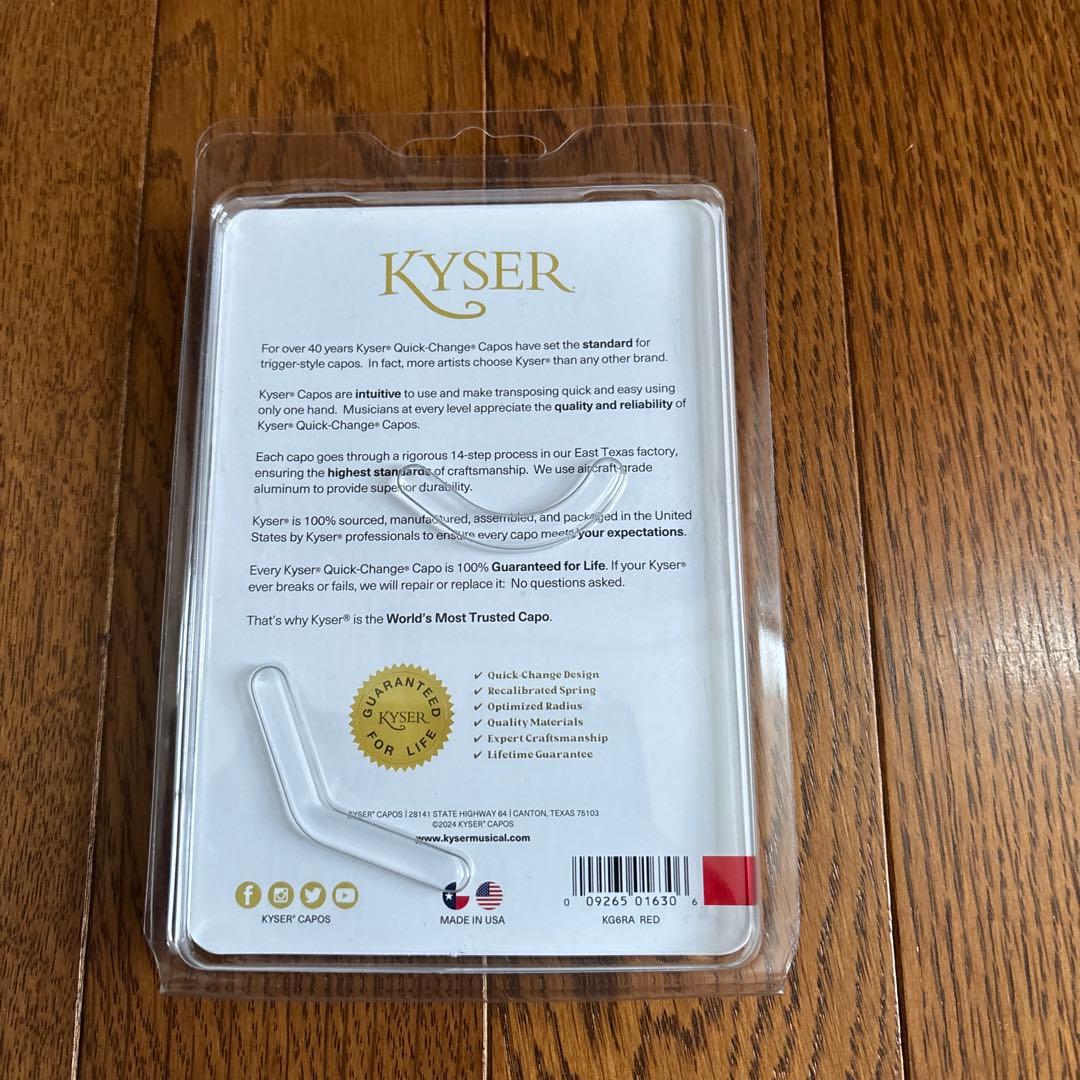 KYSER®
For over 40 years Kyser® Quick-Change® Capos have set the standard for
trigger-style capos. In fact, more artists choose Kyser® than any other brand.
Kyser® Capos are intuitive to use and make transposing quick and easy using
only one hand. Musicians at every level appreciate the quality and reliability of
Kyser® Quick-Change® Capos.
Each capo goes through a rigorous 14-step process in our East Texas factory,
ensuring the highest standards of craftsmanship. We use aircraft-grade
aluminum to provide superior durability.
Kyser® is 100% sourced, manufactured, assembled, and packaged in the United
States by Kyser® professionals to ensure every capo meets your expectations.
Every Kyser® Quick-Change® Capo is 100% Guaranteed for Life. If your Kyser®
ever breaks or fails, we will repair or replace it: No questions asked.
That's why Kyser® is the World's Most Trusted Capo.
GUARANTEED
KYSER
FOR LIFE
✓ Quick-Change Design
✓ Recalibrated Spring
✓ Optimized Radius
✓ Quality Materials
✓ Expert Craftsmanship
✓ Lifetime Guarantee
KYSER® CAPOS | 28141 STATE HIGHWAY 64 | CANTON, TEXAS 75103
©2024 KYSER® CAPOS
www.kysermusical.com
KYSER® CAPOS
MADE IN USA
0 09265 01630 6
KG6RA RED